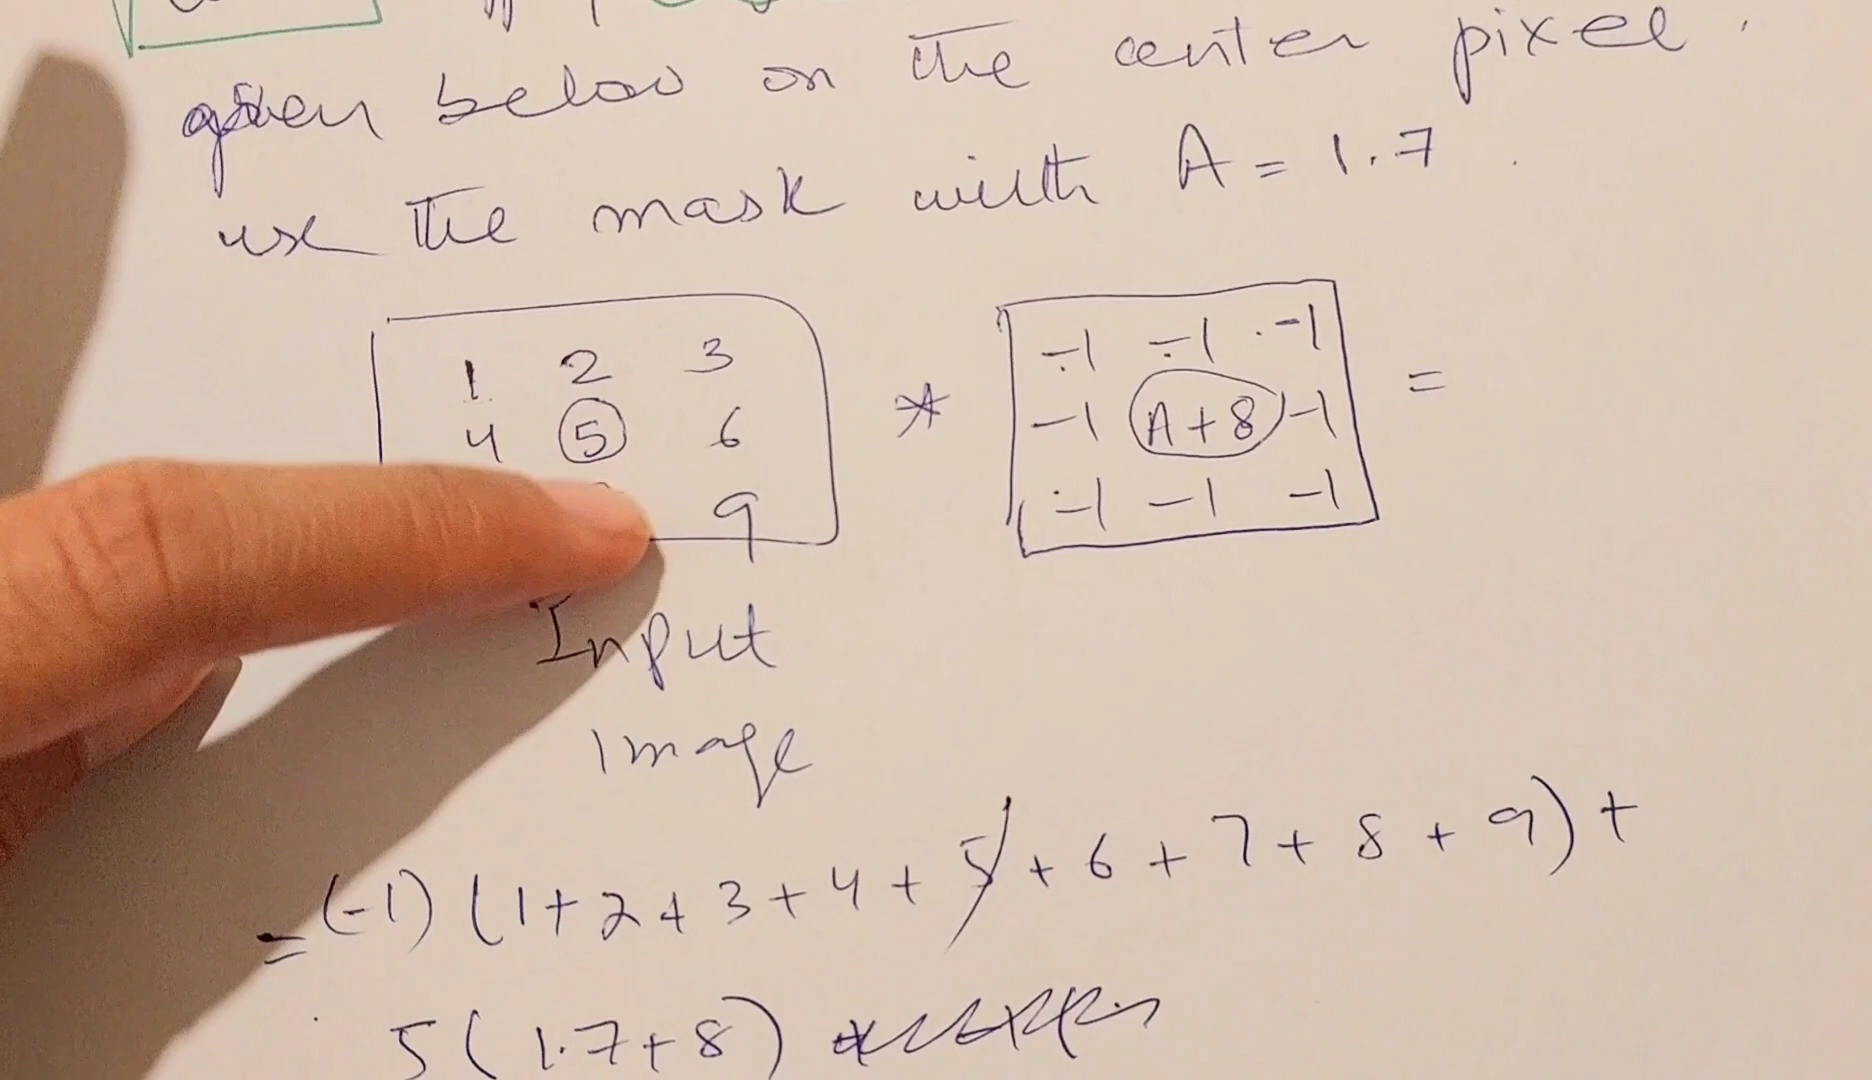 given below on the center pixel.
use the mask with A = 1.7
1 2 3
4 5 6
9
*
-1 -1 -1
-1 A+8 -1
-1 -1 -1
=
Input
Image
= (-1) (1+2+3+4+5+6+7+8+9) +
5(1.7+8)